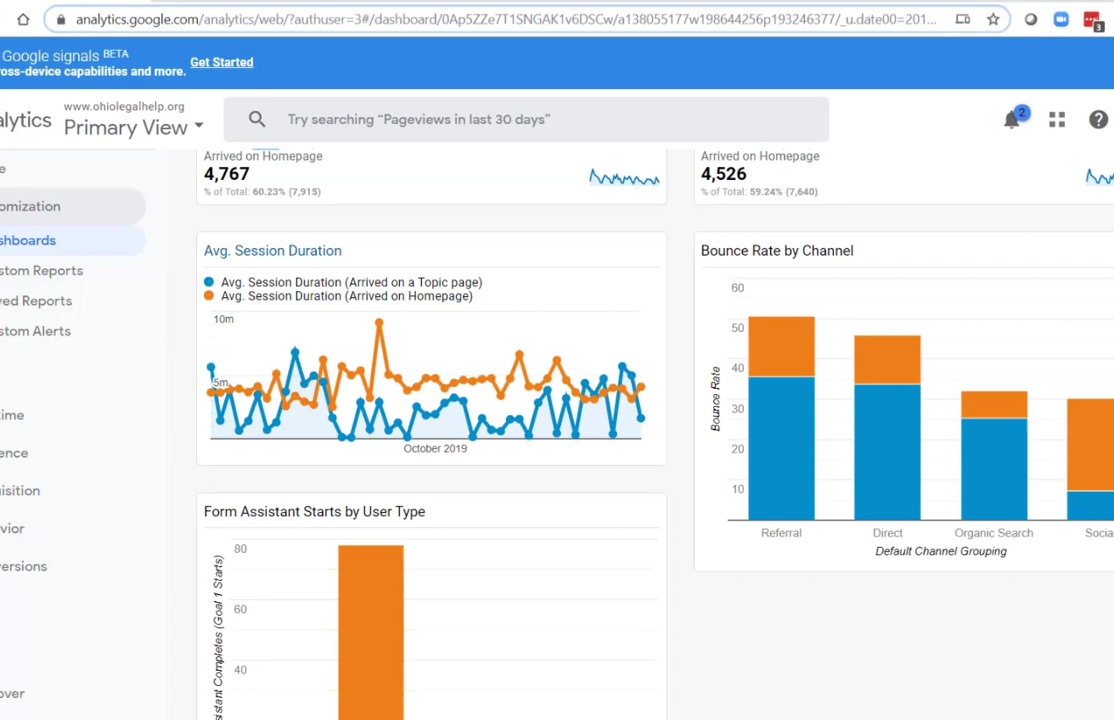 analytics.google.com/analytics/web/?authuser=3#/dashboard/0Ap5ZZe7T1SNGAK1v6DSCw/a138055177w198644256p193246377/_u.date00=201...
3
Google signals BETA
ross-device capabilities and more.
Get Started
alytics
www.ohiolegalhelp.org
Primary View
Try searching “Pageviews in last 30 days”
2
e
omization
shboards
stom Reports
ved Reports
stom Alerts
time
ence
isition
vior
versions
over
Arrived on Homepage
4,767
% of Total: 60.23% (7,915)
Arrived on Homepage
4,526
% of Total: 59.24% (7,640)
Avg. Session Duration
Avg. Session Duration (Arrived on a Topic page)
Avg. Session Duration (Arrived on Homepage)
10m
5m
October 2019
Bounce Rate by Channel
60
50
40
30
20
10
Bounce Rate
Referral
Direct
Organic Search
Socia
Default Channel Grouping
Form Assistant Starts by User Type
80
60
40
istant Completes (Goal 1 Starts)